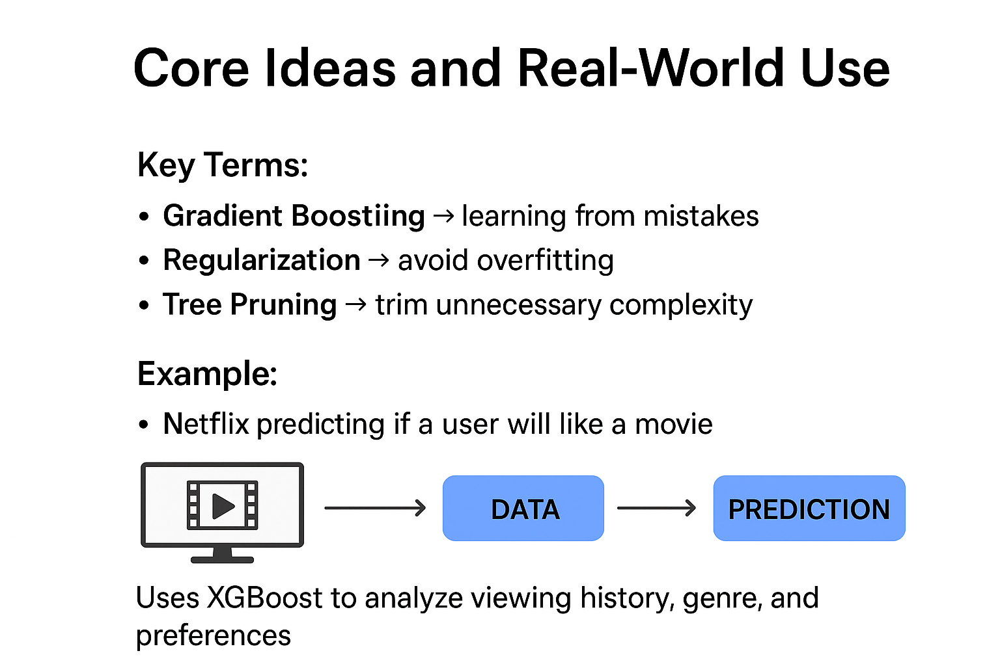 Core Ideas and Real-World Use
Key Terms:
• Gradient Boostiing → learning from mistakes
• Regularization → avoid overfitting
• Tree Pruning → trim unnecessary complexity
Example:
• Netflix predicting if a user will like a movie
DATA
PREDICTION
Uses XGBoost to analyze viewing history, genre, and
preferences